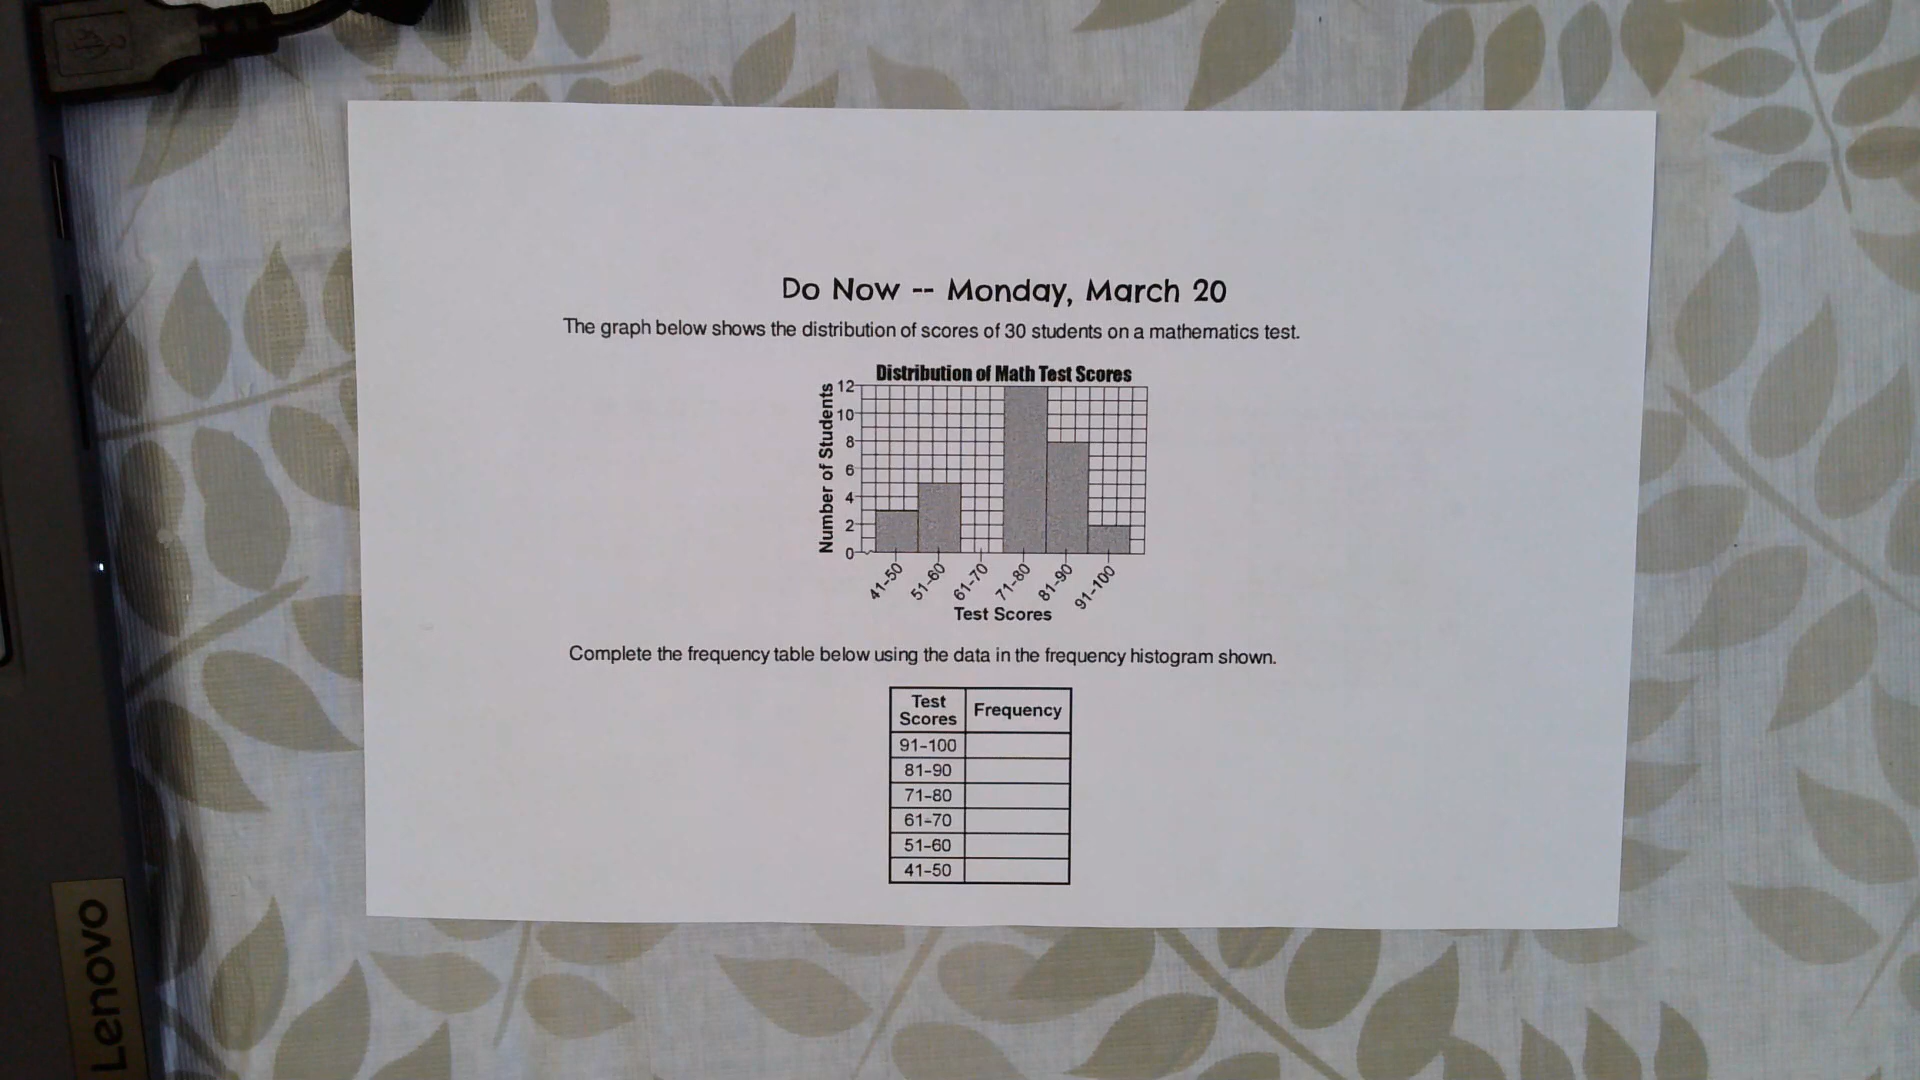 Do Now -- Monday, March 20
The graph below shows the distribution of scores of 30 students on a mathematics test.
Distribution of Math Test Scores
Number of Students
12
10
8
6
4
2
0
41-50 51-60 61-70 71-80 81-90 91-100
Test Scores
Complete the frequency table below using the data in the frequency histogram shown.
Test Scores Frequency
91-100
81-90
71-80
61-70
51-60
41-50
Lenovo